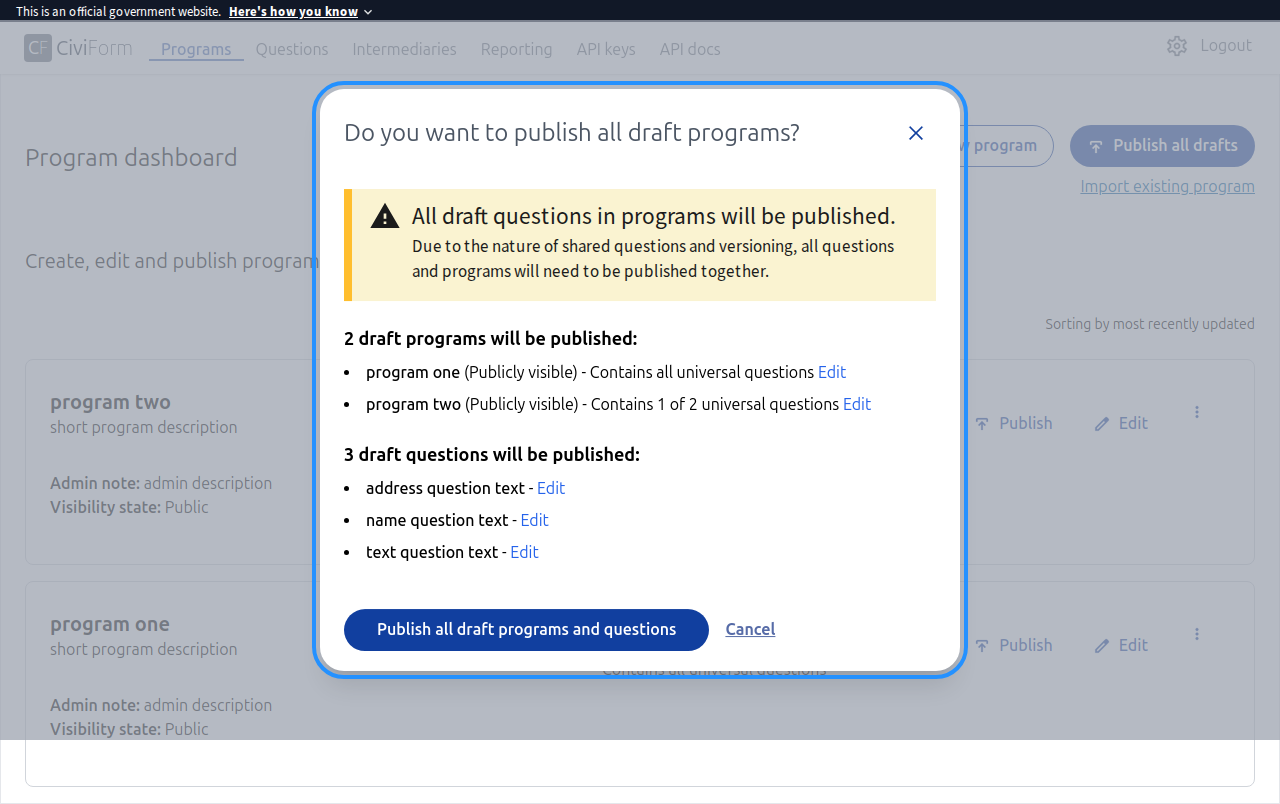 This is an official government website. Here's how you know
CF CiviForm Programs Questions Intermediaries Reporting API keys API docs Logout
Do you want to publish all draft programs?
Program dashboard
program
Publish all drafts
Import existing program
All draft questions in programs will be published.
Due to the nature of shared questions and versioning, all questions
and programs will need to be published together.
Create, edit and publish
Sorting by most recently updated
2 draft programs will be published:
• program one (Publicly visible) - Contains all universal questions Edit
• program two (Publicly visible) - Contains 1 of 2 universal questions Edit
3 draft questions will be published:
• address question text - Edit
• name question text - Edit
• text question text - Edit
Publish all draft programs and questions Cancel
program two
short program description
Admin note: admin description
Visibility state: Public
Publish Edit
program one
short program description
Admin note: admin description
Visibility state: Public
Contains all universal questions
Publish Edit